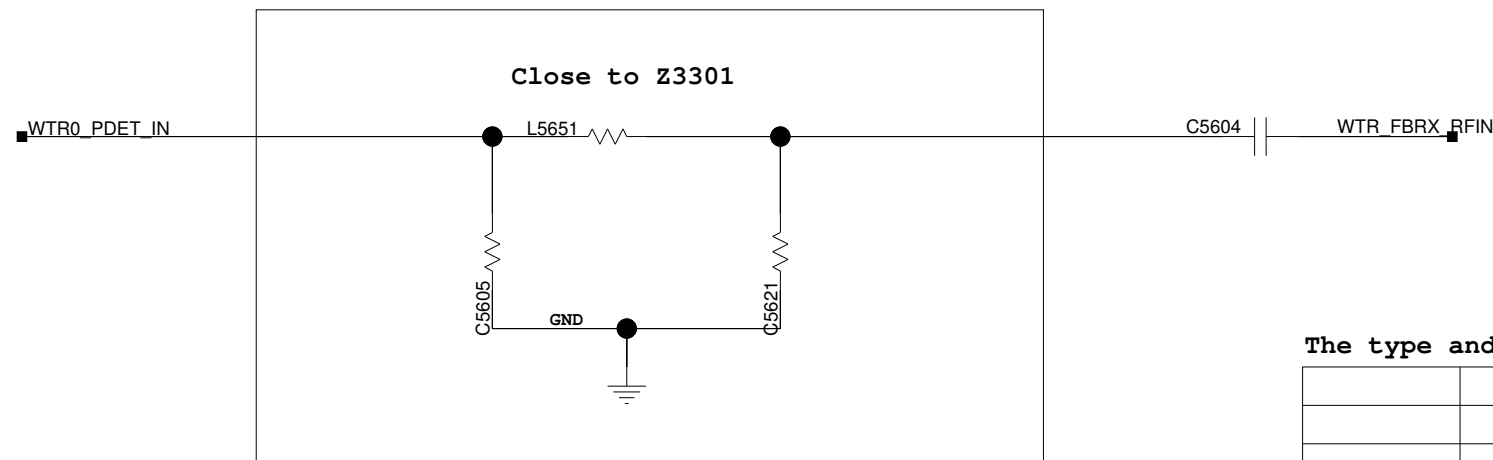 Close to Z3301
WTR0_PDET_IN
L5651
C5604
WTR_FBRX_RFIN
C5605
GND
C5621
The type and